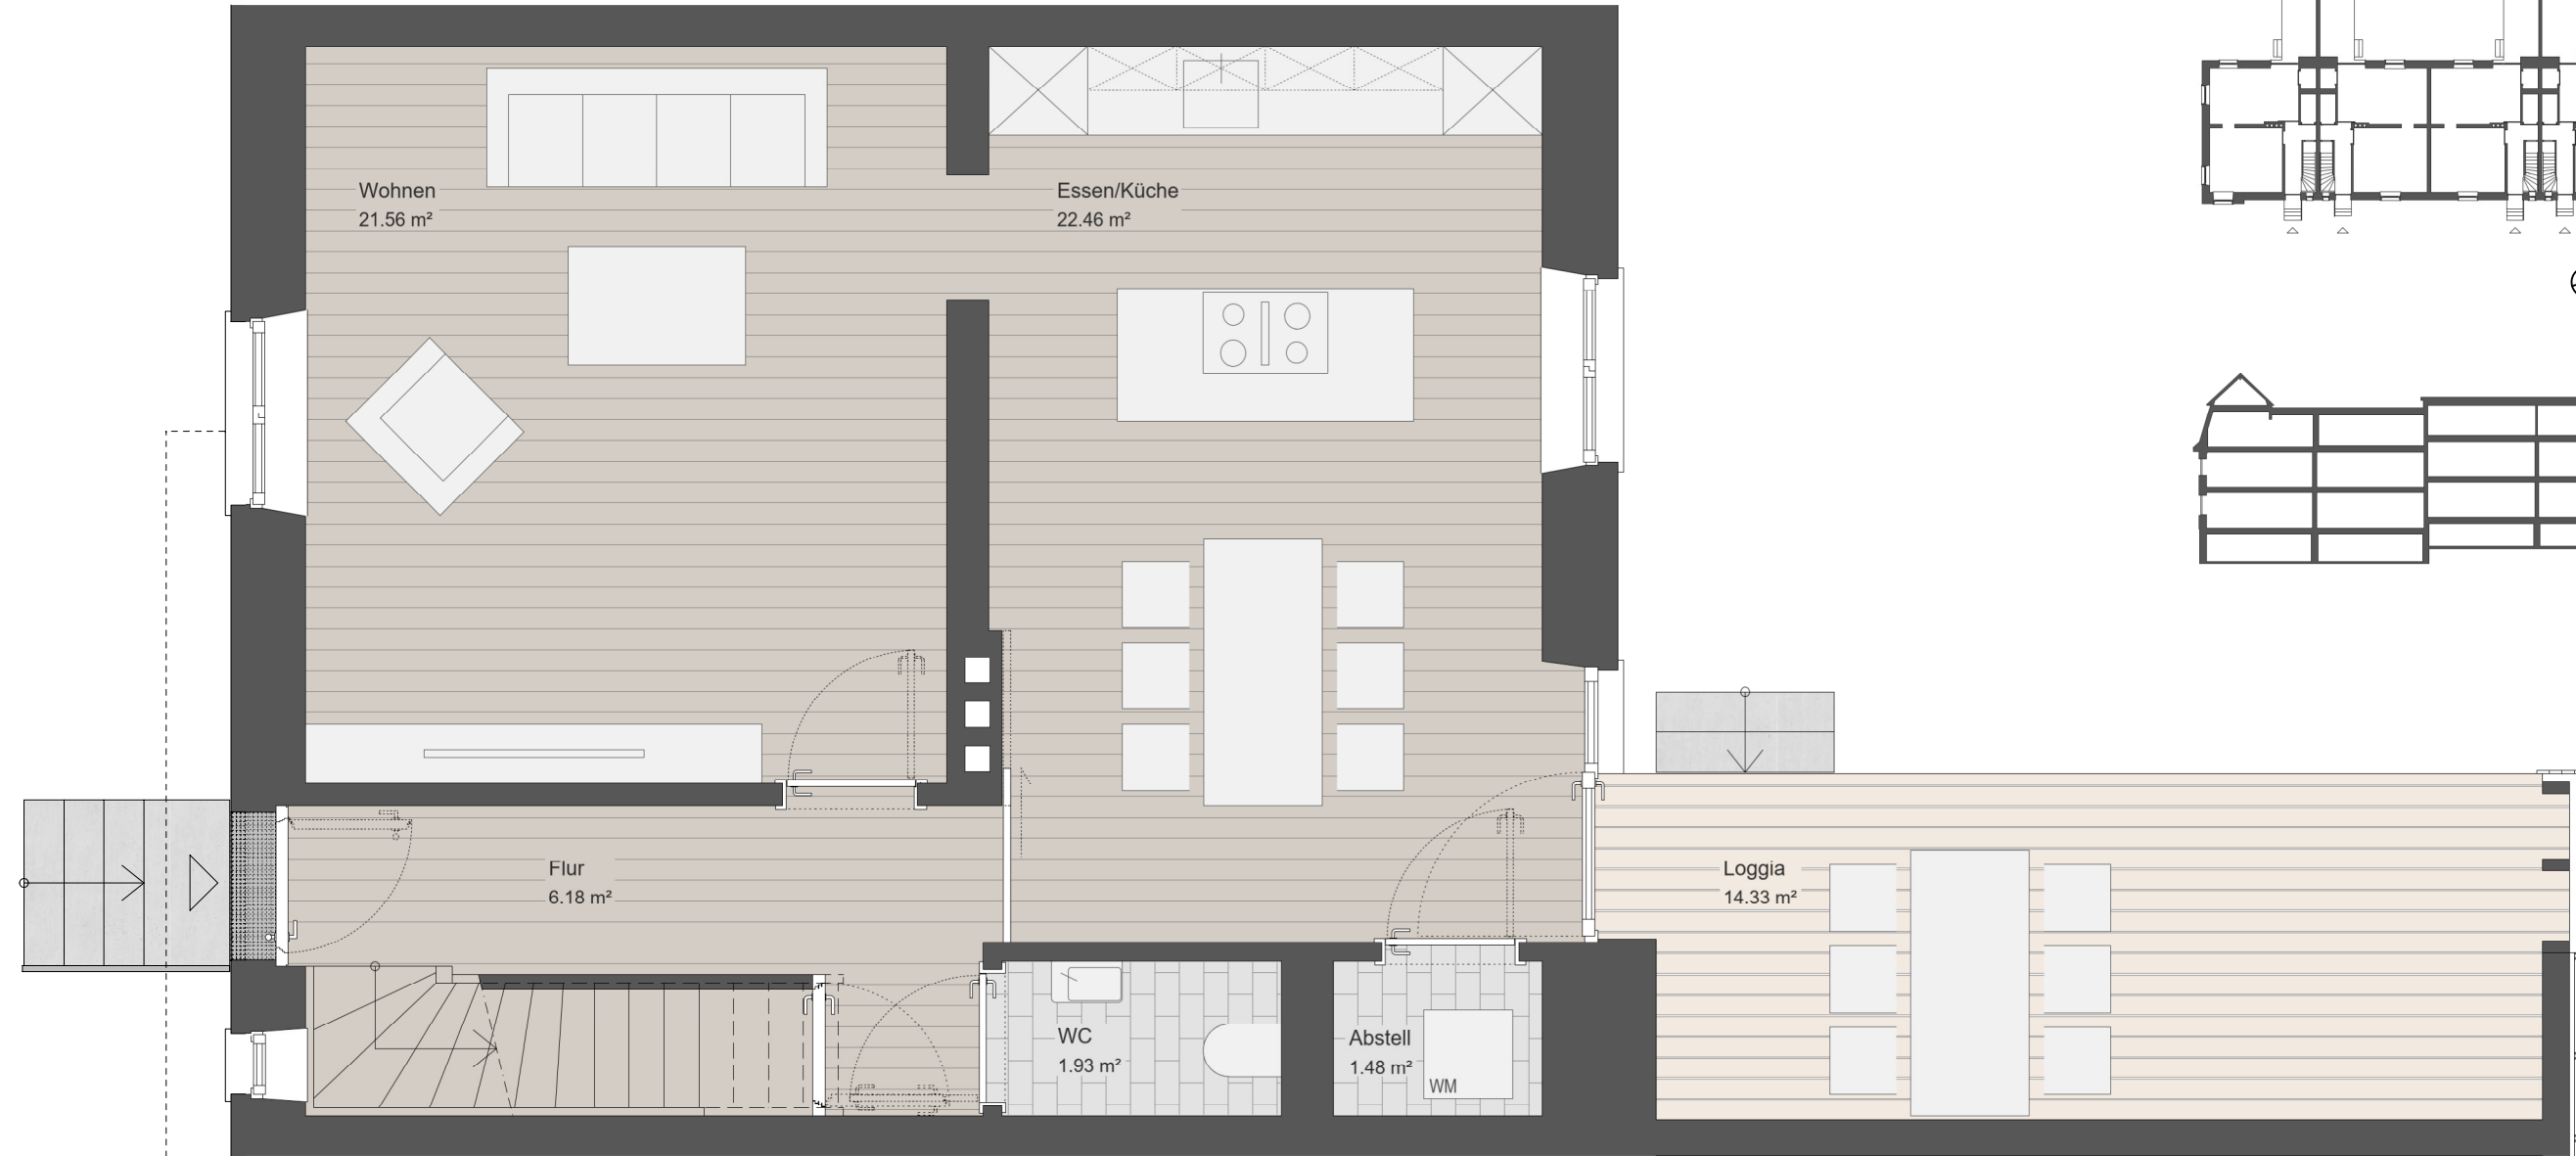 Wohnen
21.56 m²
Essen/Küche
22.46 m²
Flur
6.18 m²
Loggia
14.33 m²
WC
1.93 m²
Abstell
1.48 m²
WM